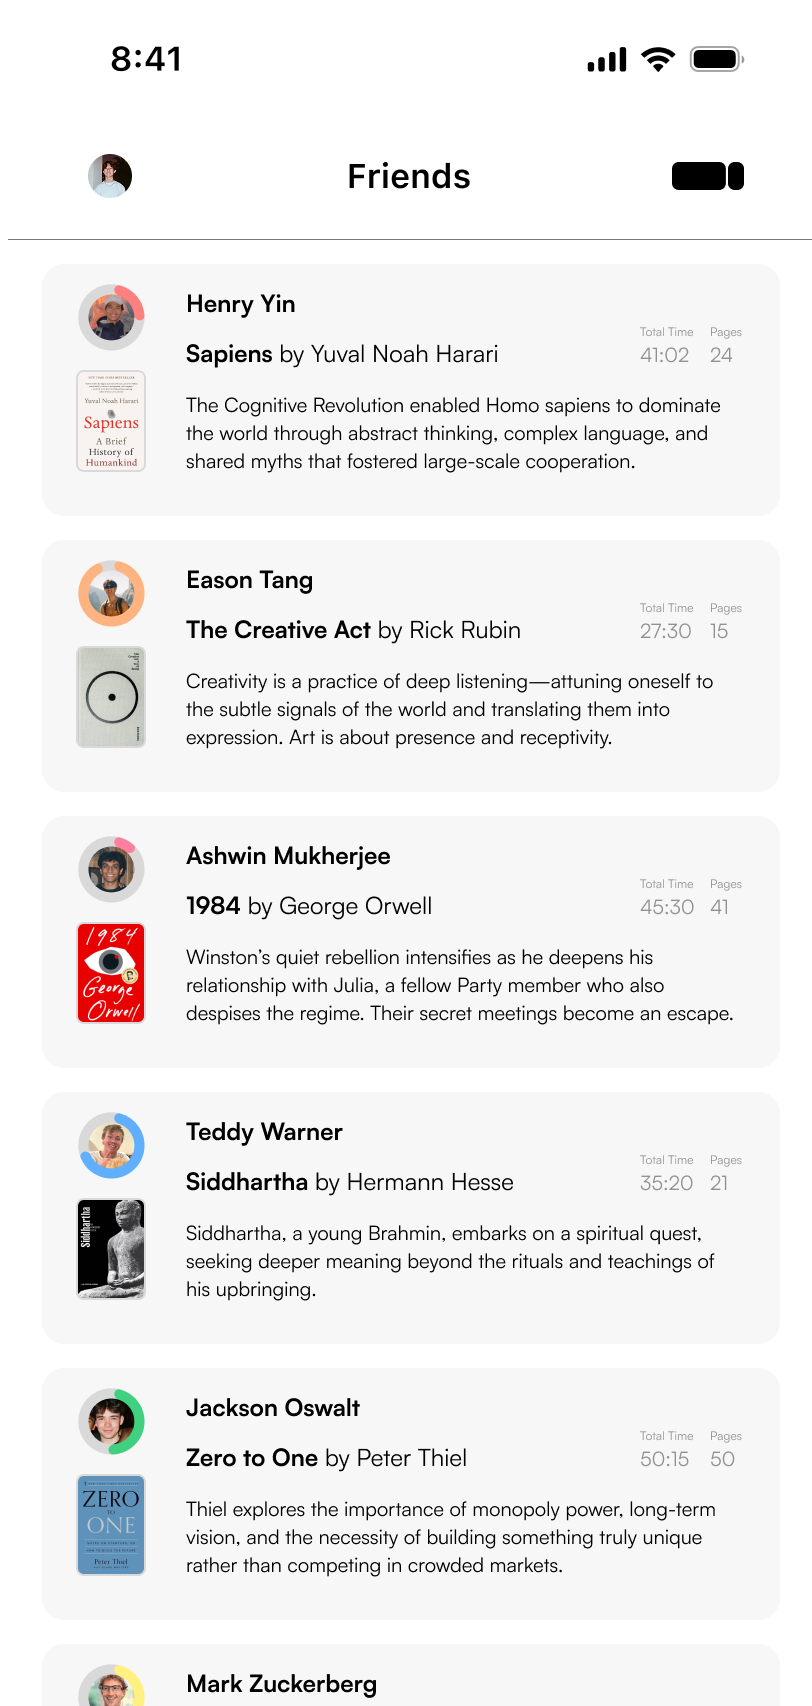 8:41
Friends
Henry Yin
Sapiens by Yuval Noah Harari
Total Time Pages
41:02 24
The Cognitive Revolution enabled Homo sapiens to dominate
the world through abstract thinking, complex language, and
shared myths that fostered large-scale cooperation.
Yuval Noah Harari
Sapiens
A Brief
History of
Humankind
Eason Tang
The Creative Act by Rick Rubin
Total Time Pages
27:30 15
Creativity is a practice of deep listening—attuning oneself to
the subtle signals of the world and translating them into
expression. Art is about presence and receptivity.
Ashwin Mukherjee
1984 by George Orwell
Total Time Pages
45:30 41
Winston’s quiet rebellion intensifies as he deepens his
relationship with Julia, a fellow Party member who also
despises the regime. Their secret meetings become an escape.
1984
George
Orwell
Teddy Warner
Siddhartha by Hermann Hesse
Total Time Pages
35:20 21
Siddhartha, a young Brahmin, embarks on a spiritual quest,
seeking deeper meaning beyond the rituals and teachings of
his upbringing.
Siddhartha
Jackson Oswalt
Zero to One by Peter Thiel
Total Time Pages
50:15 50
Thiel explores the importance of monopoly power, long-term
vision, and the necessity of building something truly unique
rather than competing in crowded markets.
ZERO
TO
ONE
Peter Thiel
Mark Zuckerberg